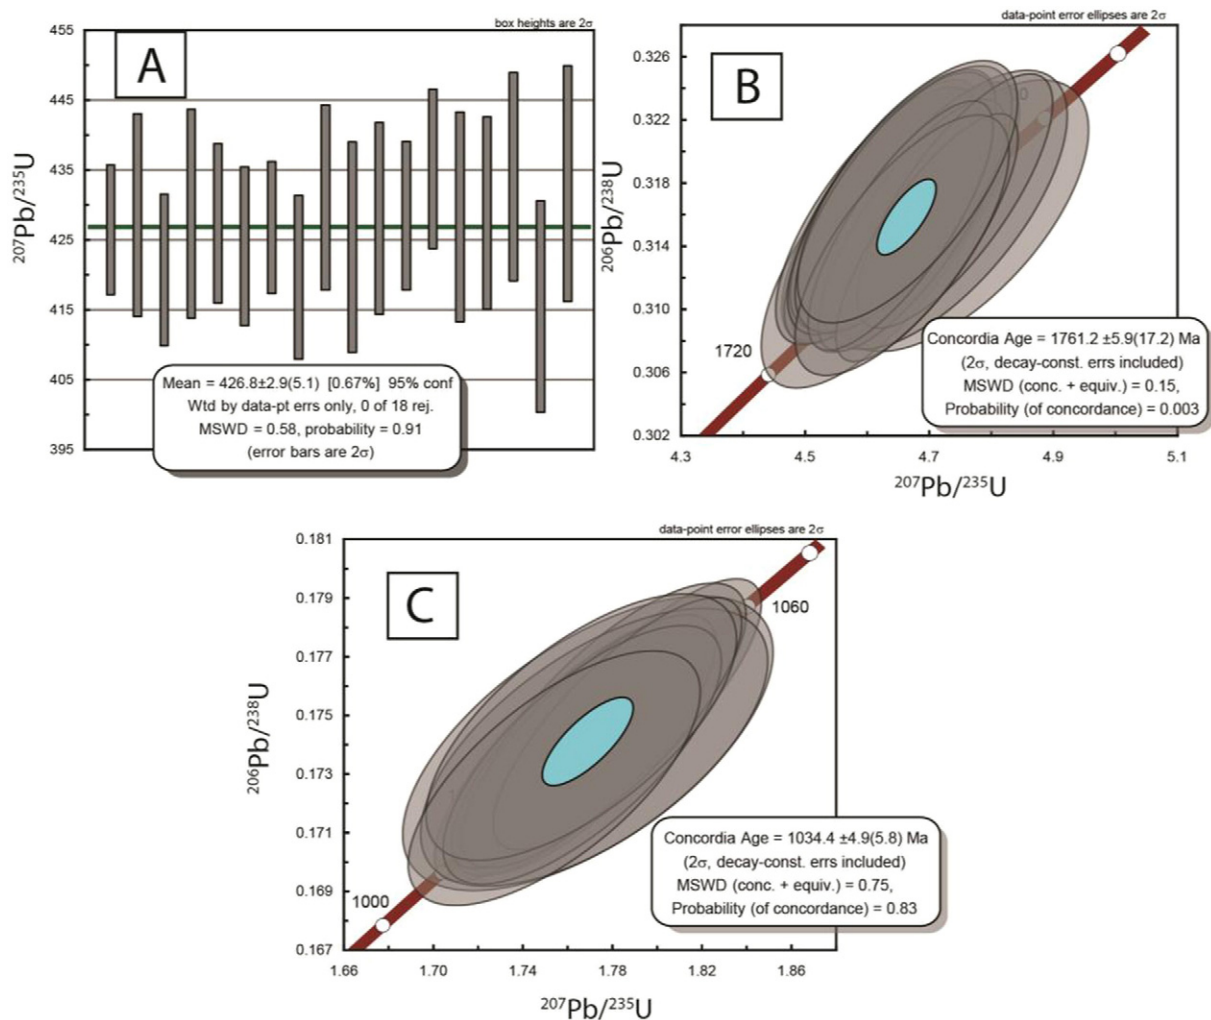 box heights are 2σ
A
455
445
435
425
415
405
395
207Pb/235U
Mean = 426.8±2.9(5.1) [0.67%] 95% conf
Wtd by data-pt errs only, 0 of 18 rej.
MSWD = 0.58, probability = 0.91
(error bars are 2σ)
data-point error ellipses are 2σ
B
0.326
0.322
0.318
0.314
0.310
0.306
0.302
206Pb/238U
1720
Concordia Age = 1761.2 ±5.9(17.2) Ma
(2σ, decay-const. errs included)
MSWD (conc. + equiv.) = 0.15,
Probability (of concordance) = 0.003
4.3 4.5 4.7 4.9 5.1
207Pb/235U
data-point error ellipses are 2σ
C
0.181
0.179
0.177
0.175
0.173
0.171
0.169
0.167
206Pb/238U
1060
1000
Concordia Age = 1034.4 ±4.9(5.8) Ma
(2σ, decay-const. errs included)
MSWD (conc. + equiv.) = 0.75,
Probability (of concordance) = 0.83
1.66 1.70 1.74 1.78 1.82 1.86
207Pb/235U